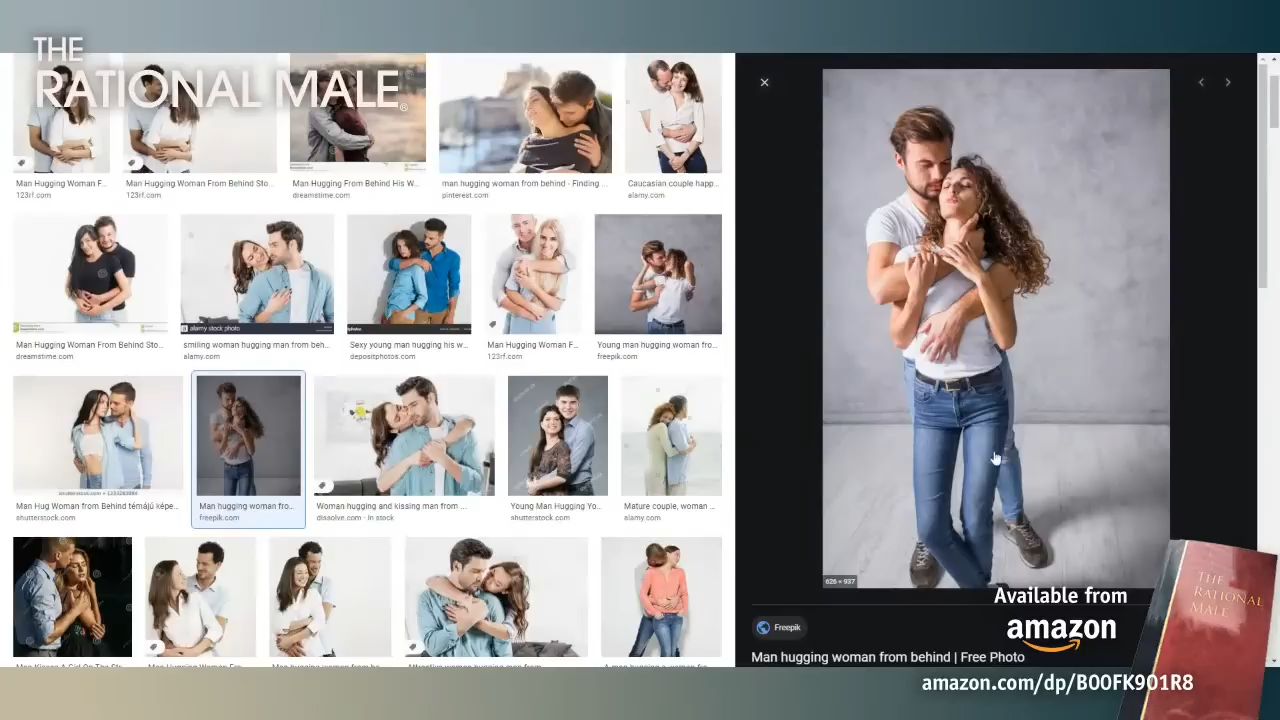 THE
RATIONAL MALE®
Man Hugging Woman F...
123rf.com
Man Hugging Woman From Behind Sto...
123rf.com
Man Hugging From Behind His W...
dreamstime.com
man hugging woman from behind - Finding ...
pinterest.com
Caucasian couple happ...
alamy.com
Man Hugging Woman From Behind Sto...
dreamstime.com
alamy stock photo
smiling woman hugging man from beh...
alamy.com
Sexy young man hugging his w...
depositphotos.com
Man Hugging Woman F...
123rf.com
Young man hugging woman fro...
freepik.com
Man Hug Woman from Behind témájú képe...
shutterstock.com
Man hugging woman fro...
freepik.com
Woman hugging and kissing man from ...
dissolve.com - In stock
Young Man Hugging Yo...
shutterstock.com
Mature couple, woman ...
alamy.com
626 × 937
Freepik
Man hugging woman from behind | Free Photo
Available from
amazon
amazon.com/dp/B00FK901R8
THE
RATIONAL
MALE